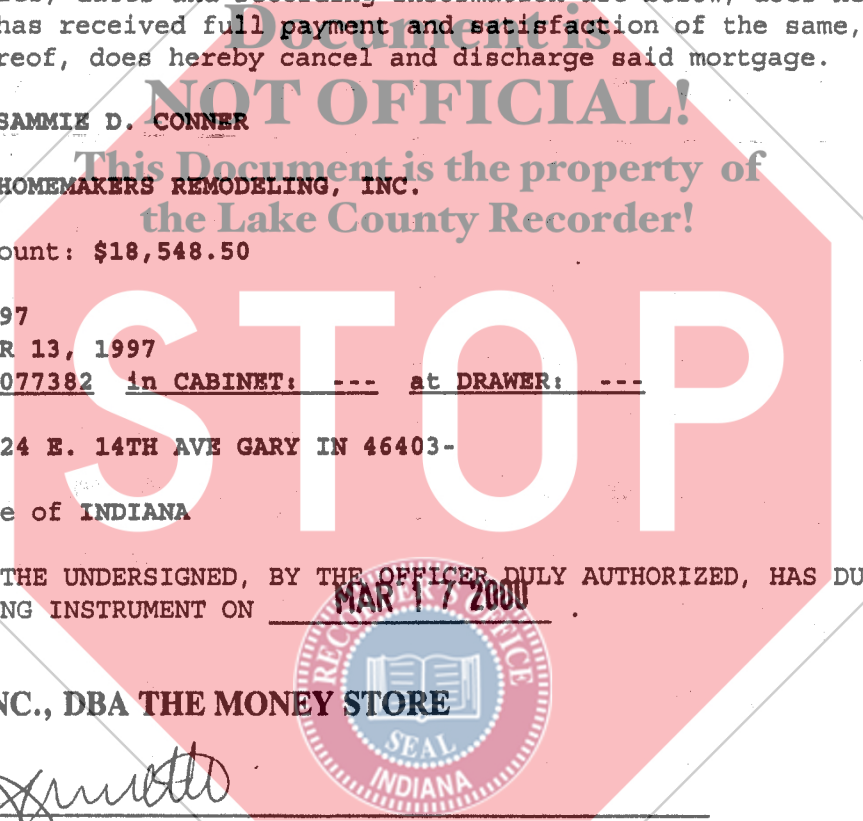 has received full payment and satisfaction of the same,
reof, does hereby cancel and discharge said mortgage.
Document is
NOT OFFICIAL!
This Document is the property of
the Lake County Recorder!
SAMMIE D. CONNER
HOMEMAKERS REMODELING, INC.
ount: $18,548.50
97
R 13, 1997
077382 in CABINET: --- at DRAWER: ---
24 E. 14TH AVE GARY IN 46403-
e of INDIANA
STOP
THE UNDERSIGNED, BY THE OFFICER DULY AUTHORIZED, HAS DU
NG INSTRUMENT ON MAR 17 2000 .
NC., DBA THE MONEY STORE
RECORDER'S OFFICE
SEAL
INDIANA